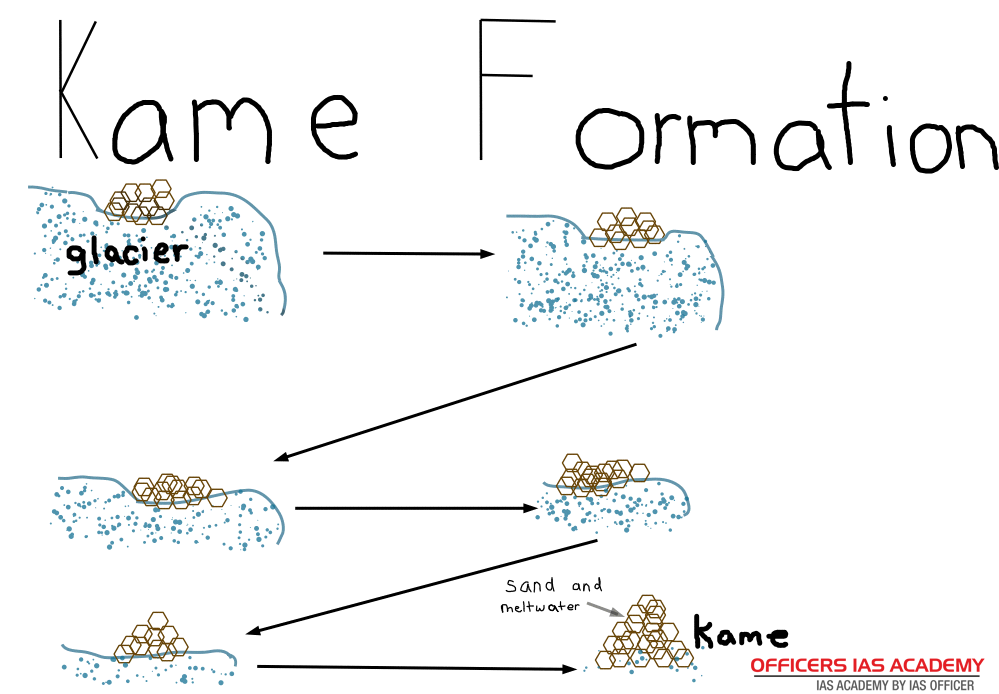 Kame Formation
glacier
sand and
meltwater
Kame
OFFICERS IAS ACADEMY
IAS ACADEMY BY IAS OFFICER